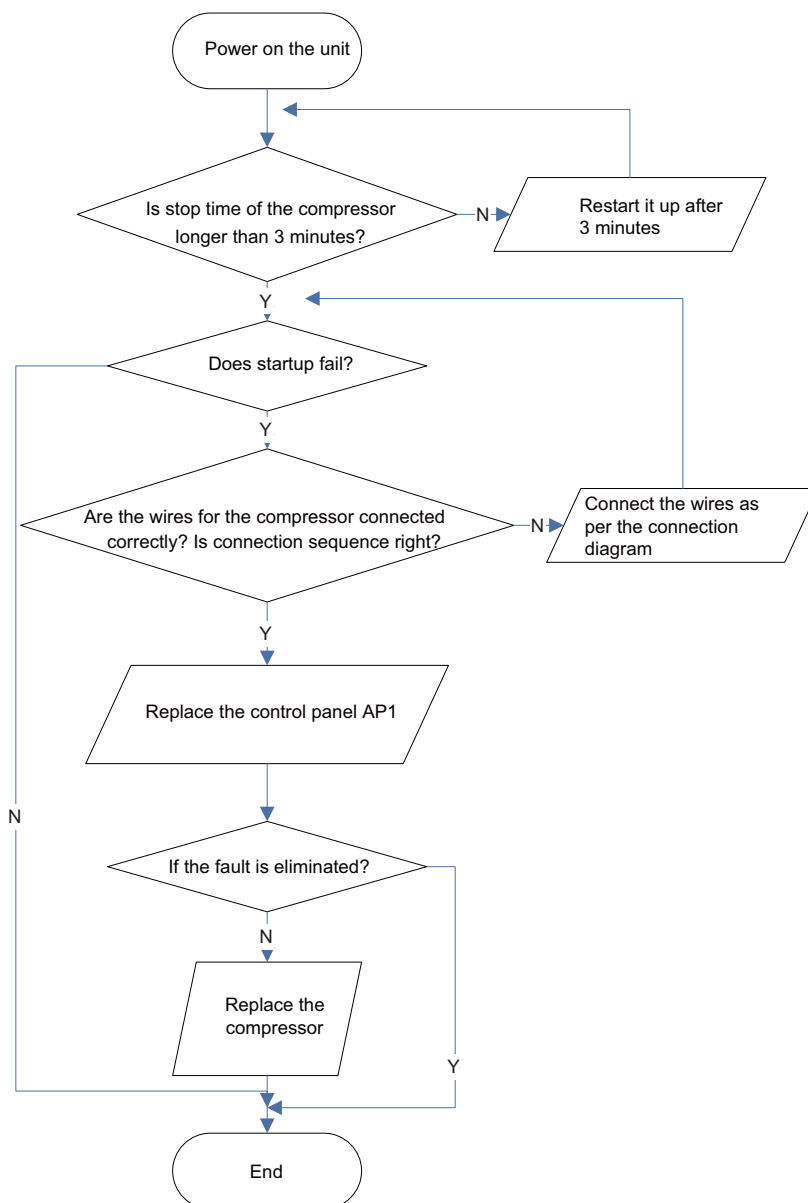 Power on the unit
Is stop time of the compressor
longer than 3 minutes?
N
Restart it up after
3 minutes
Y
Does startup fail?
Y
Are the wires for the compressor connected
correctly? Is connection sequence right?
N
Connect the wires as
per the connection
diagram
Y
Replace the control panel AP1
N
If the fault is eliminated?
N
Replace the
compressor
Y
End